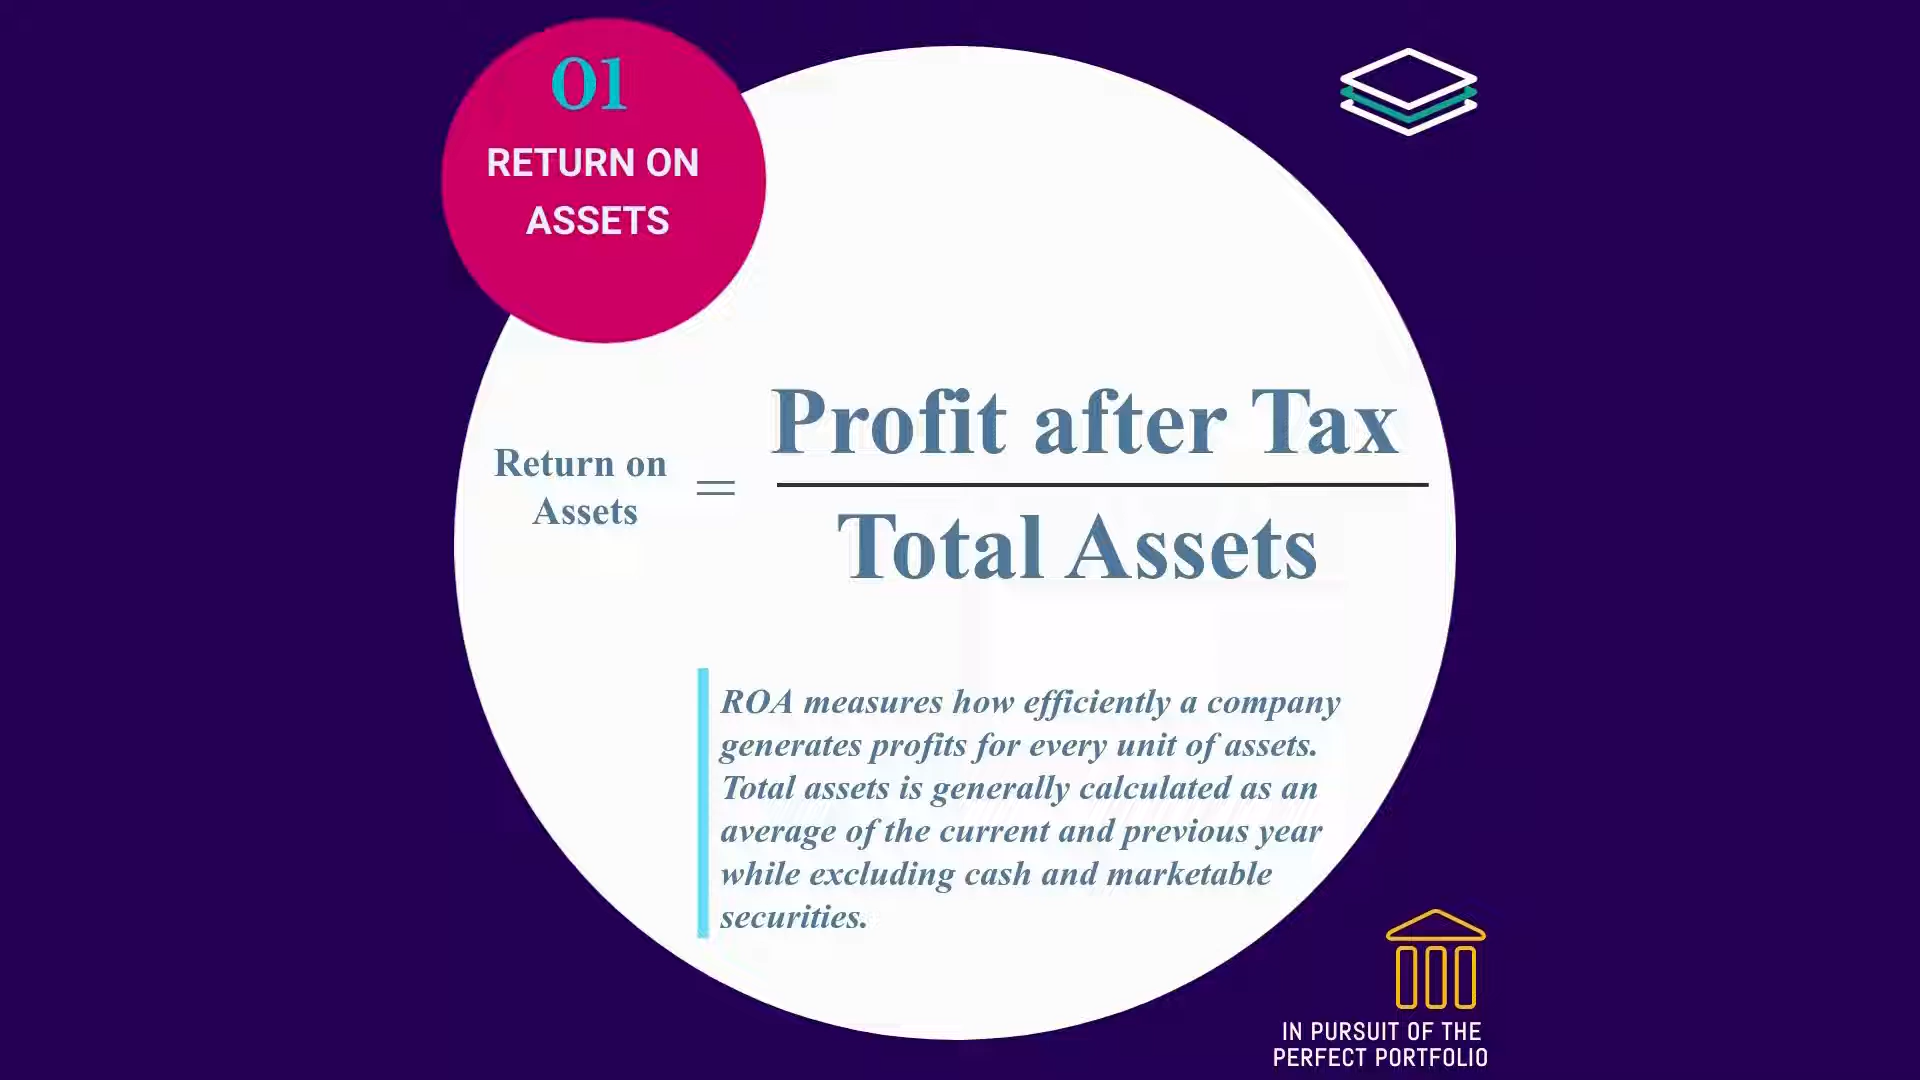 01
RETURN ON
ASSETS
Return on
Assets
=
Profit after Tax
Total Assets
ROA measures how efficiently a company
generates profits for every unit of assets.
Total assets is generally calculated as an
average of the current and previous year
while excluding cash and marketable
securities.
IN PURSUIT OF THE
PERFECT PORTFOLIO